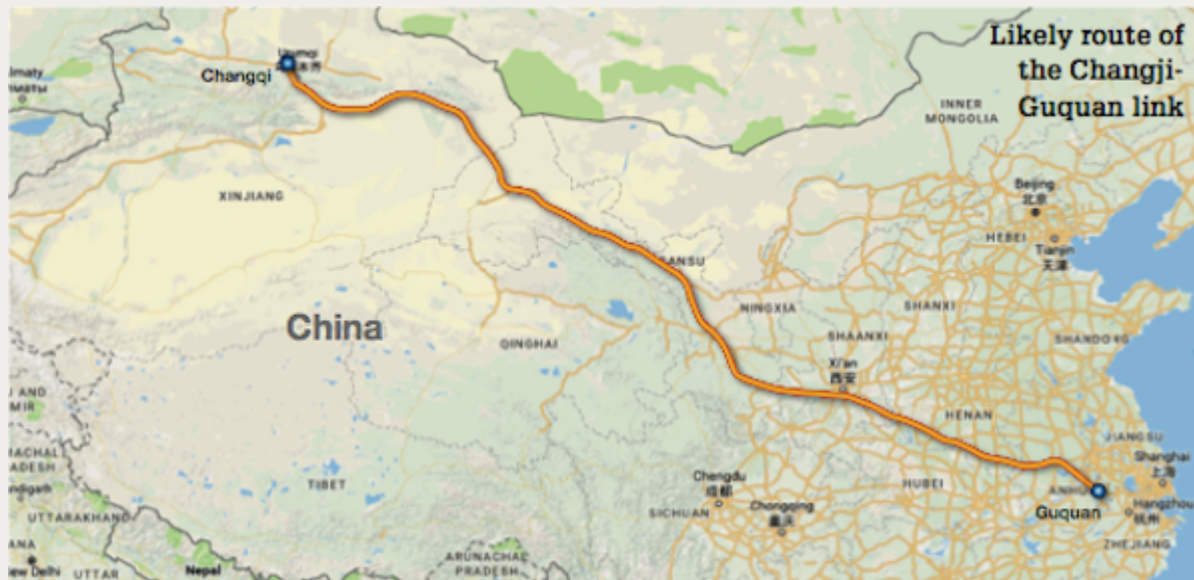 Likely route of
the Changji-
Guquan link
Urumqi
Changqi
INNER
MONGOLIA
XINJIANG
Beijing
北京
HEBEI
Tianjin
天津
GANSU
NINGXIA
SHANXI
SHAANXI
SHANDONG
China
QINGHAI
Xi'an
西安
HENAN
JIANGSU
Shanghai
上海
TIBET
Chengdu
成都
HUBEI
ANHUI
Guquan
Hangzhou
杭州
SICHUAN
Chongqing
重庆
ZHEJIANG
UTTARAKHAND
ARUNACHAL
PRADESH
Nepal
New Delhi
UTTAR